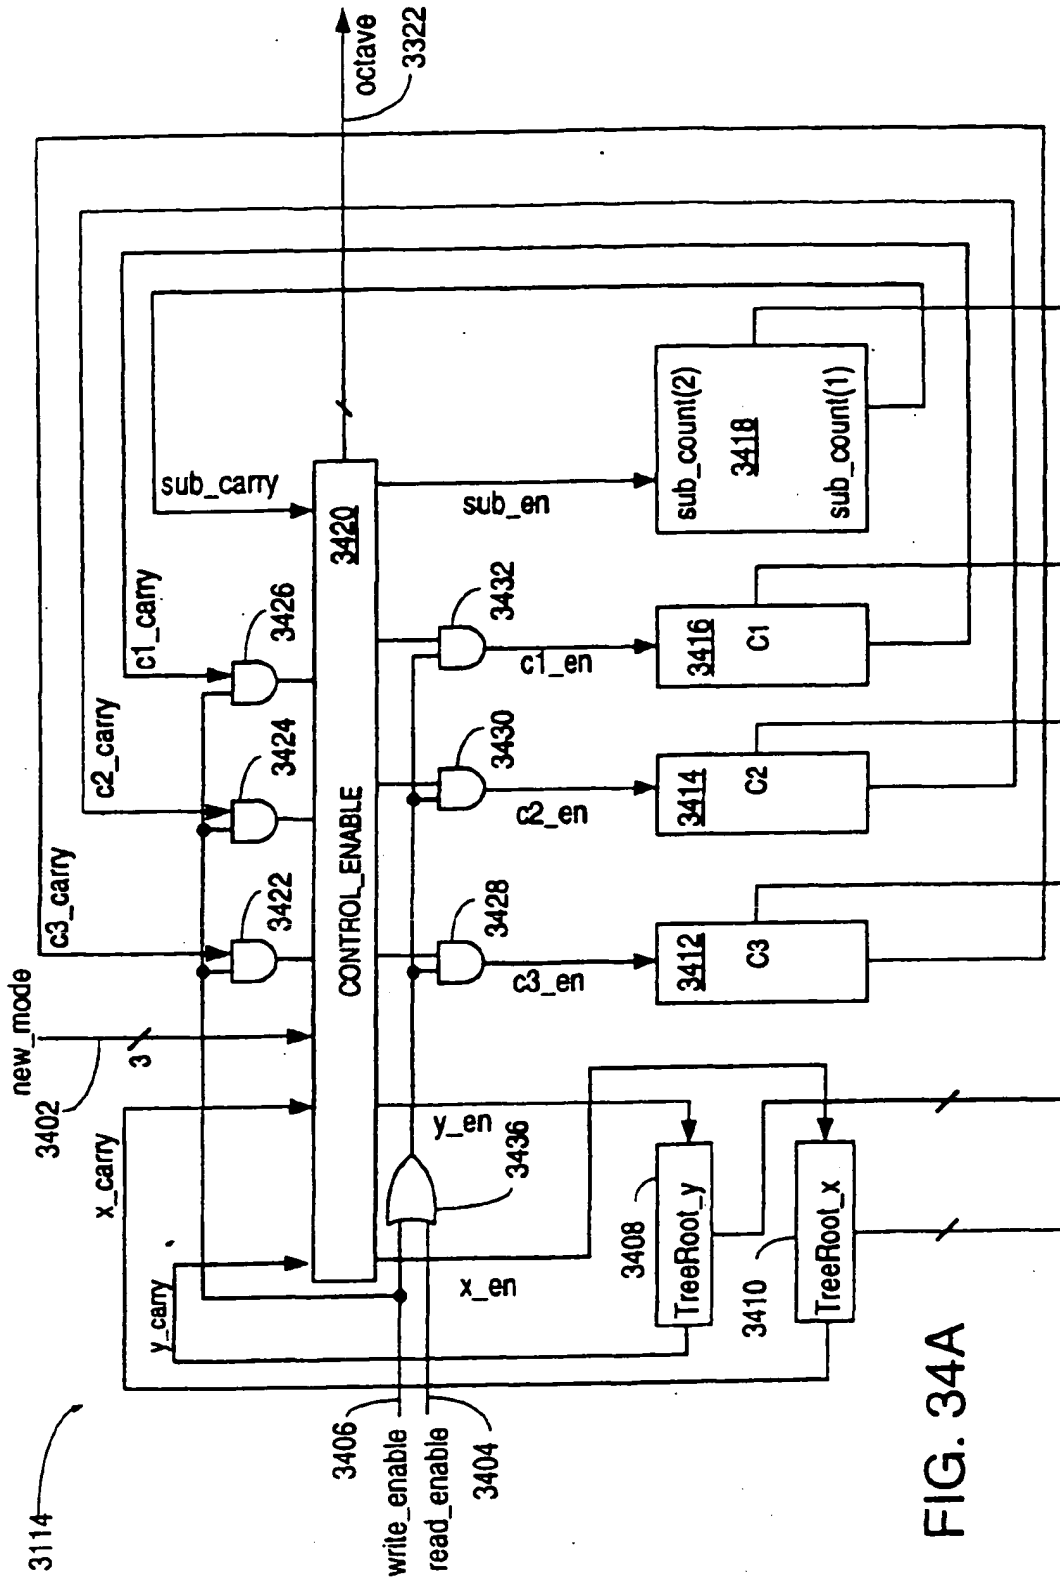 3114
y_carry
x_carry
3402
new_mode
3
c3_carry
c2_carry
c1_carry
sub_carry
3422
3424
3426
octave
3322
CONTROL_ENABLE
3420
3406
write_enable
read_enable
3404
3436
x_en
y_en
3428
3430
3432
c3_en
c2_en
c1_en
sub_en
3408
TreeRoot_y
3410
TreeRoot_x
3412
C3
3414
C2
3416
C1
sub_count(2)
3418
sub_count(1)
FIG. 34A